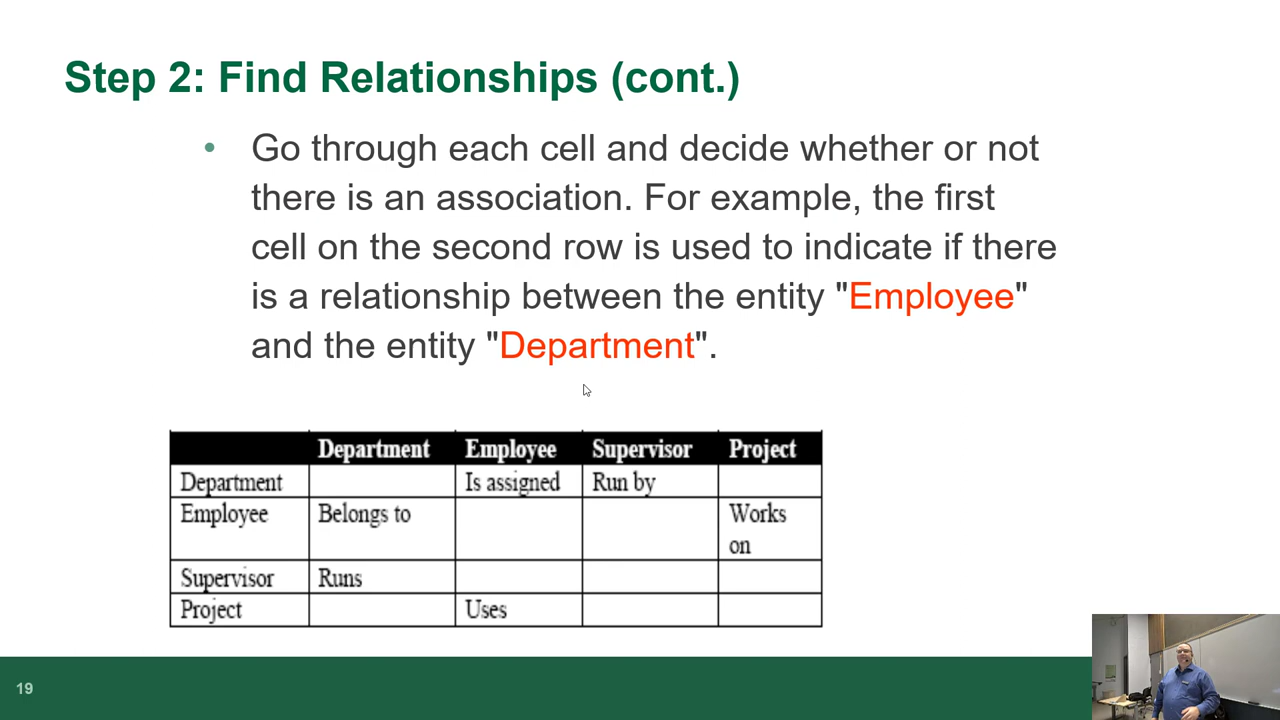 Step 2: Find Relationships (cont.)
• Go through each cell and decide whether or not
there is an association. For example, the first
cell on the second row is used to indicate if there
is a relationship between the entity "Employee"
and the entity "Department".
Department Employee Supervisor Project
Department Is assigned Run by
Employee Belongs to Works
on
Supervisor Runs
Project Uses
19